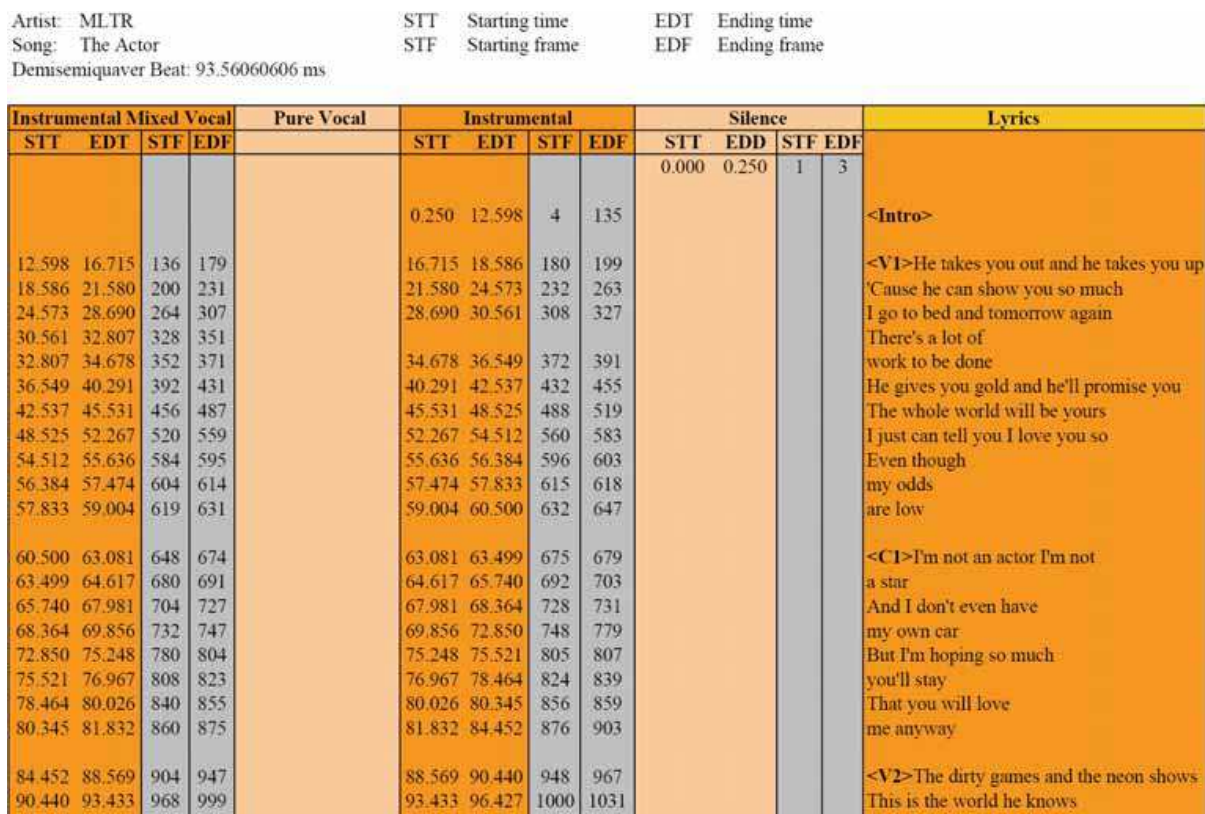 Artist: MLTR STT Starting time EDT Ending time
Song: The Actor STF Starting frame EDF Ending frame
Demisemiquaver Beat: 93.56060606 ms
Instrumental Mixed Vocal Pure Vocal Instrumental Silence Lyrics
STT EDT STF EDF STT EDT STF EDF STT EDD STF EDF
0.000 0.250 1 3
0.250 12.598 4 135 <Intro>
12.598 16.715 136 179 16.715 18.586 180 199 <V1>He takes you out and he takes you up
18.586 21.580 200 231 21.580 24.573 232 263 'Cause he can show you so much
24.573 28.690 264 307 28.690 30.561 308 327 I go to bed and tomorrow again
30.561 32.807 328 351 There's a lot of
32.807 34.678 352 371 34.678 36.549 372 391 work to be done
36.549 40.291 392 431 40.291 42.537 432 455 He gives you gold and he'll promise you
42.537 45.531 456 487 45.531 48.525 488 519 The whole world will be yours
48.525 52.267 520 559 52.267 54.512 560 583 I just can tell you I love you so
54.512 55.636 584 595 55.636 56.384 596 603 Even though
56.384 57.474 604 614 57.474 57.833 615 618 my odds
57.833 59.004 619 631 59.004 60.500 632 647 are low
60.500 63.081 648 674 63.081 63.499 675 679 <C1>I'm not an actor I'm not
63.499 64.617 680 691 64.617 65.740 692 703 a star
65.740 67.981 704 727 67.981 68.364 728 731 And I don't even have
68.364 69.856 732 747 69.856 72.850 748 779 my own car
72.850 75.248 780 804 75.248 75.521 805 807 But I'm hoping so much
75.521 76.967 808 823 76.967 78.464 824 839 you'll stay
78.464 80.026 840 855 80.026 80.345 856 859 That you will love
80.345 81.832 860 875 81.832 84.452 876 903 me anyway
84.452 88.569 904 947 88.569 90.440 948 967 <V2>The dirty games and the neon shows
90.440 93.433 968 999 93.433 96.427 1000 1031 This is the world he knows